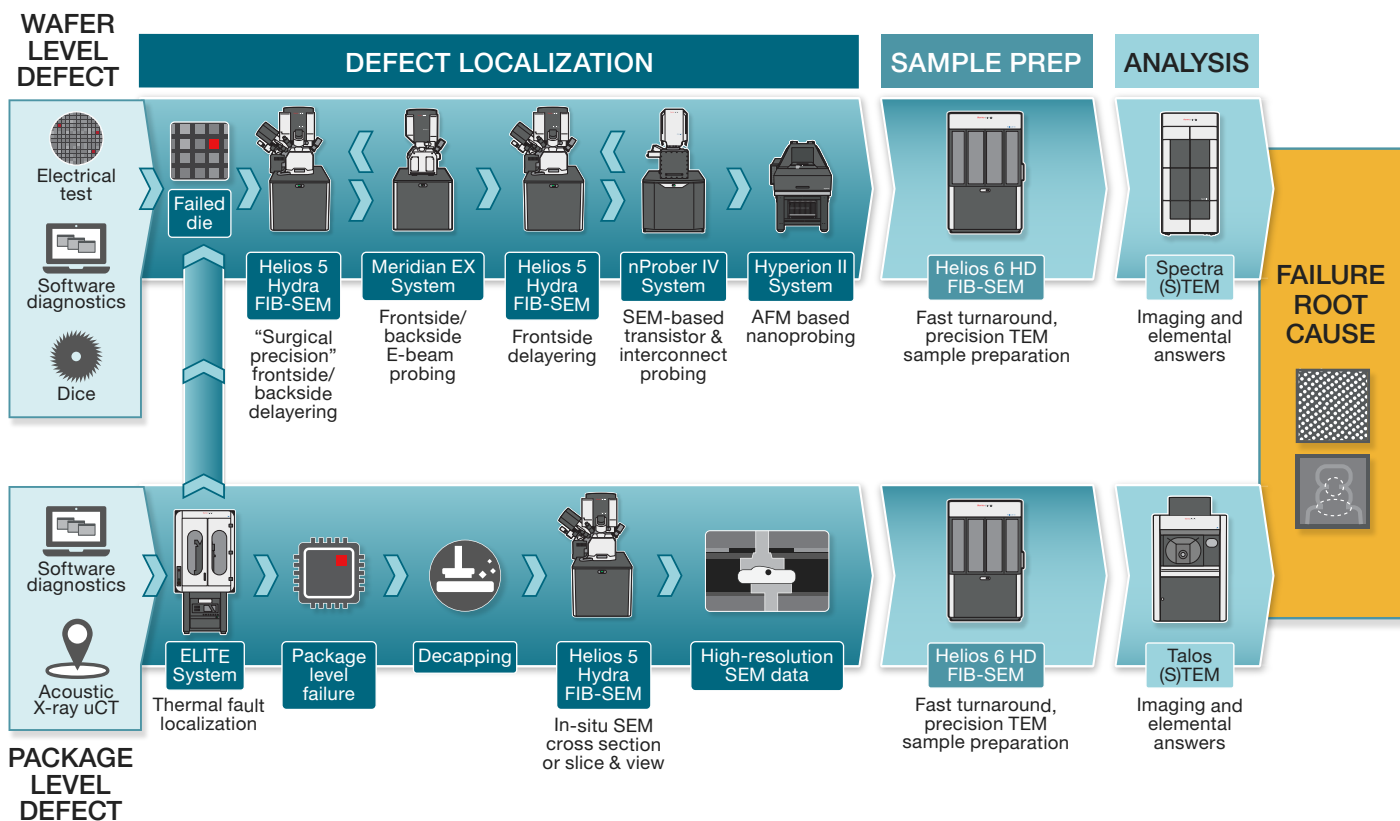 WAFER
LEVEL
DEFECT
DEFECT LOCALIZATION
SAMPLE PREP
ANALYSIS
Electrical
test
Software
diagnostics
Dice
Failed
die
Helios 5
Hydra
FIB-SEM
“Surgical
precision”
frontside/
backside
delayering
Meridian EX
System
Frontside/
backside
E-beam
probing
Helios 5
Hydra
FIB-SEM
Frontside
delayering
nProber IV
System
SEM-based
transistor &
interconnect
probing
Hyperion II
System
AFM based
nanoprobing
Helios 6 HD
FIB-SEM
Fast turnaround,
precision TEM
sample preparation
Spectra
(S)TEM
Imaging and
elemental
answers
FAILURE
ROOT
CAUSE
Software
diagnostics
Acoustic
X-ray uCT
PACKAGE
LEVEL
DEFECT
ELITE
System
Thermal fault
localization
Package
level
failure
Decapping
Helios 5
Hydra
FIB-SEM
In-situ SEM
cross section
or slice & view
High-resolution
SEM data
Helios 6 HD
FIB-SEM
Fast turnaround,
precision TEM
sample preparation
Talos
(S)TEM
Imaging and
elemental
answers